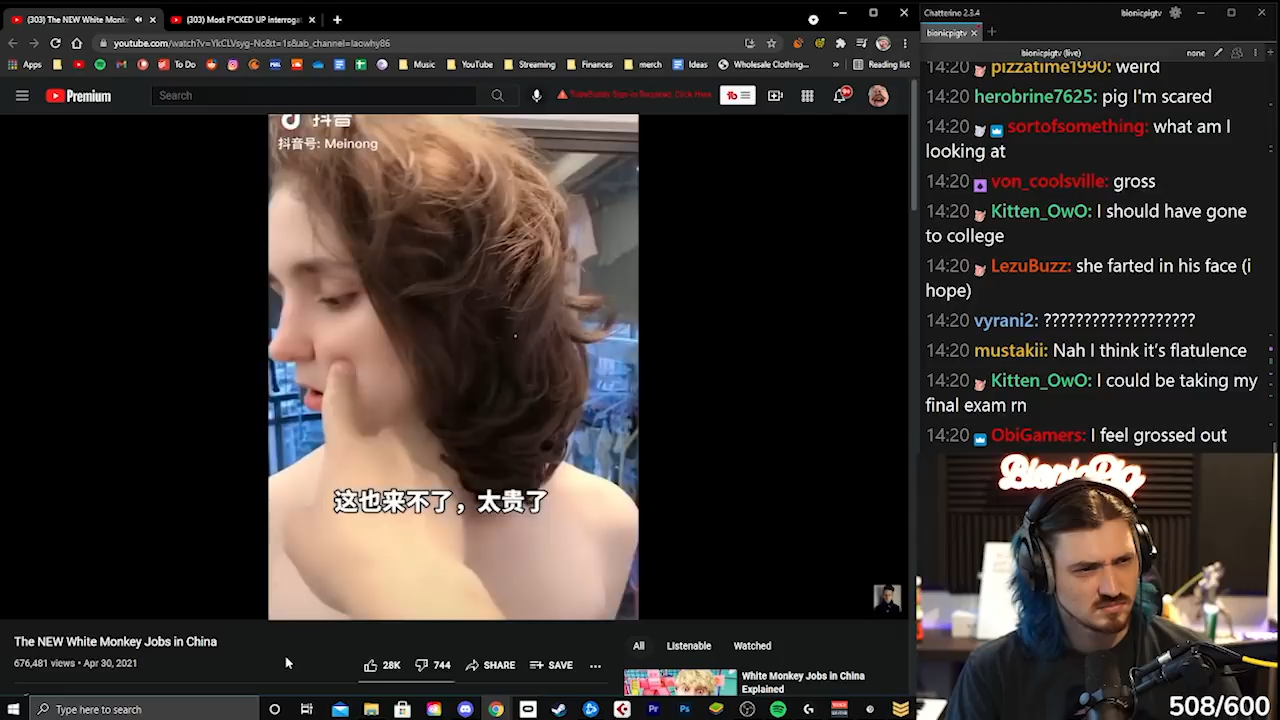 (303) The NEW White Monk
(303) Most F*CKED UP interrogat
youtube.com/watch?v=YkCLVsyg-Nc&t=1s&ab_channel=laowhy86
Apps
To Do
Music
YouTube
Streaming
Finances
merch
Ideas
Wholesale Clothing...
»
Reading list
Premium
Search
9+
抖音
抖音号: Meinong
这也来不了，太贵了
The NEW White Monkey Jobs in China
676,481 views • Apr 30, 2021
28K
744
SHARE
SAVE
All
Listenable
Watched
White Monkey Jobs in China
Explained
Type here to search
Chatterino 2.3.4
bionicpigtv
bionicpigtv
bionicpigtv (live)
none
14:20 pizzatime1990: weird
14:20 herobrine7625: pig I'm scared
14:20 sortofsomething: what am I
looking at
14:20 von_coolsville: gross
14:20 Kitten_OwO: I should have gone
to college
14:20 LezuBuzz: she farted in his face (i
hope)
14:20 vyrani2: ??????????????????
14:20 mustakii: Nah I think it's flatulence
14:20 Kitten_OwO: I could be taking my
final exam rn
14:20 ObiGamers: I feel grossed out
BionicPig
508/600